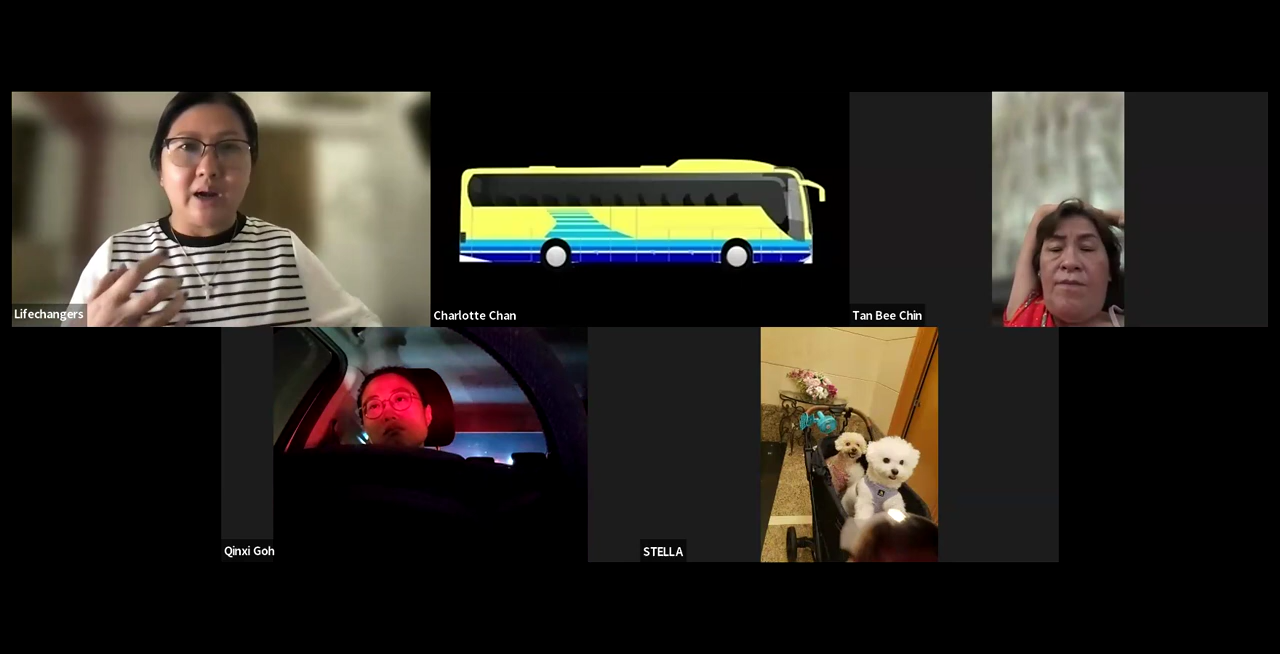 Lifechangers
Charlotte Chan
Tan Bee Chin
Qinxi Goh
STELLA